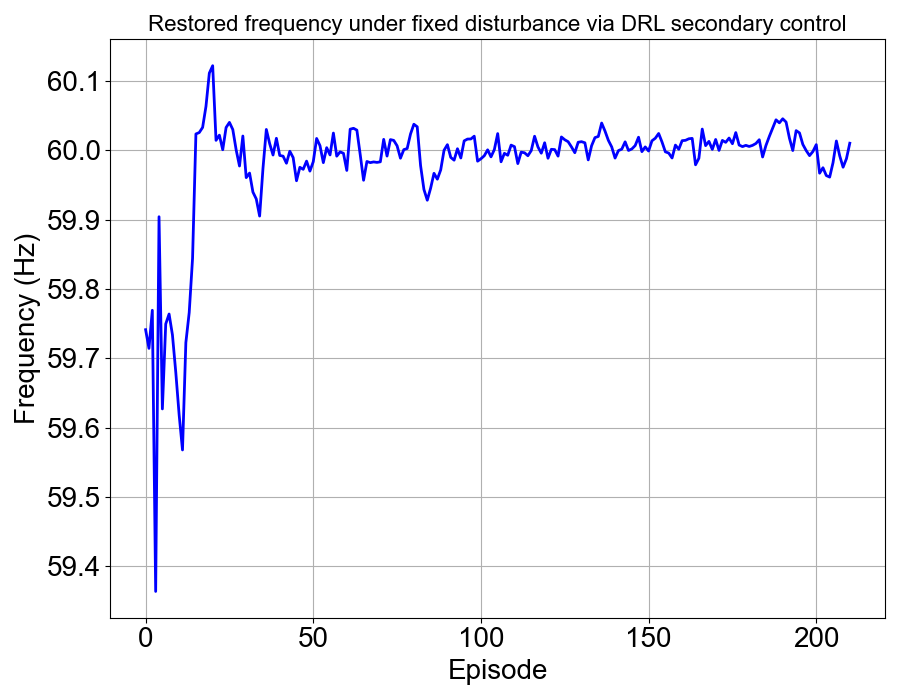 Restored frequency under fixed disturbance via DRL secondary control
60.1
60.0
59.9
59.8
59.7
59.6
59.5
59.4
Frequency (Hz)
0 50 100 150 200
Episode